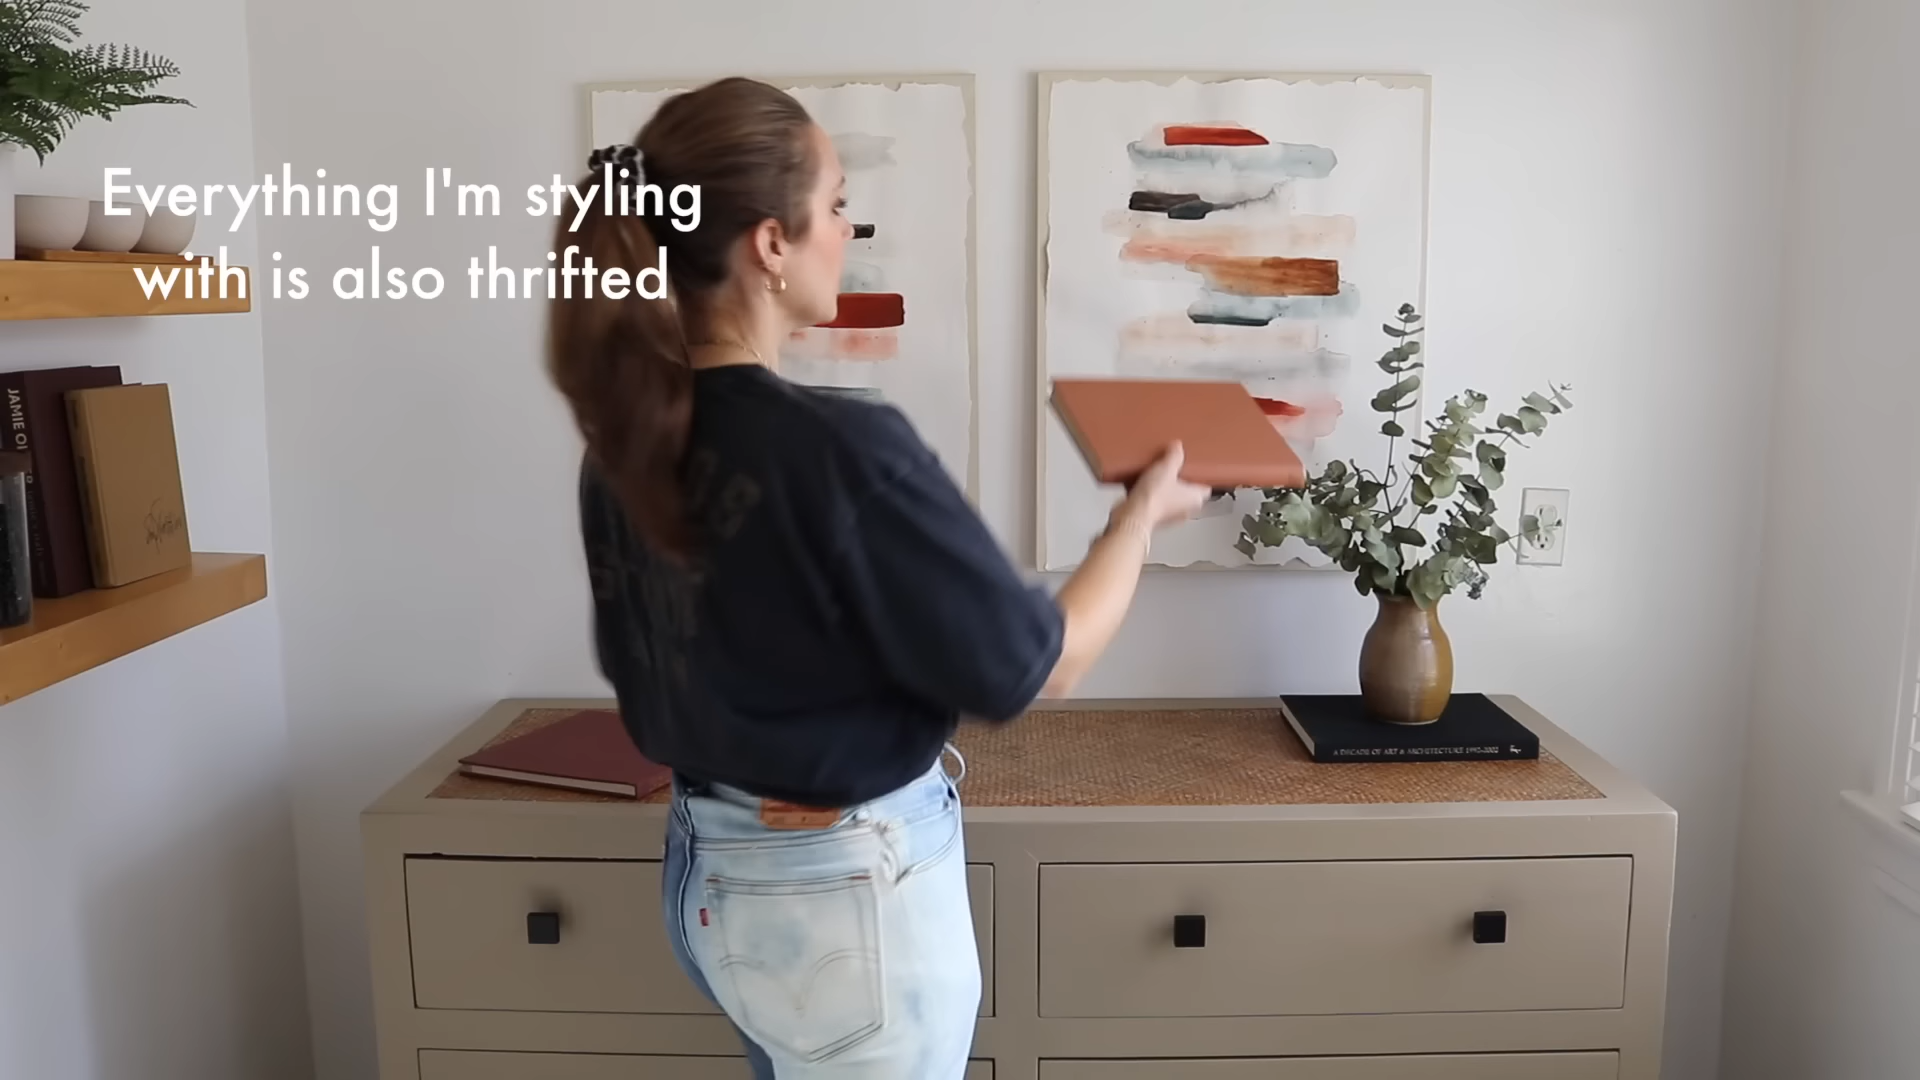 Everything I'm styling
with is also thrifted
JAMIE OL
A DECADE OF ART & ARCHITECTURE 1992-2002